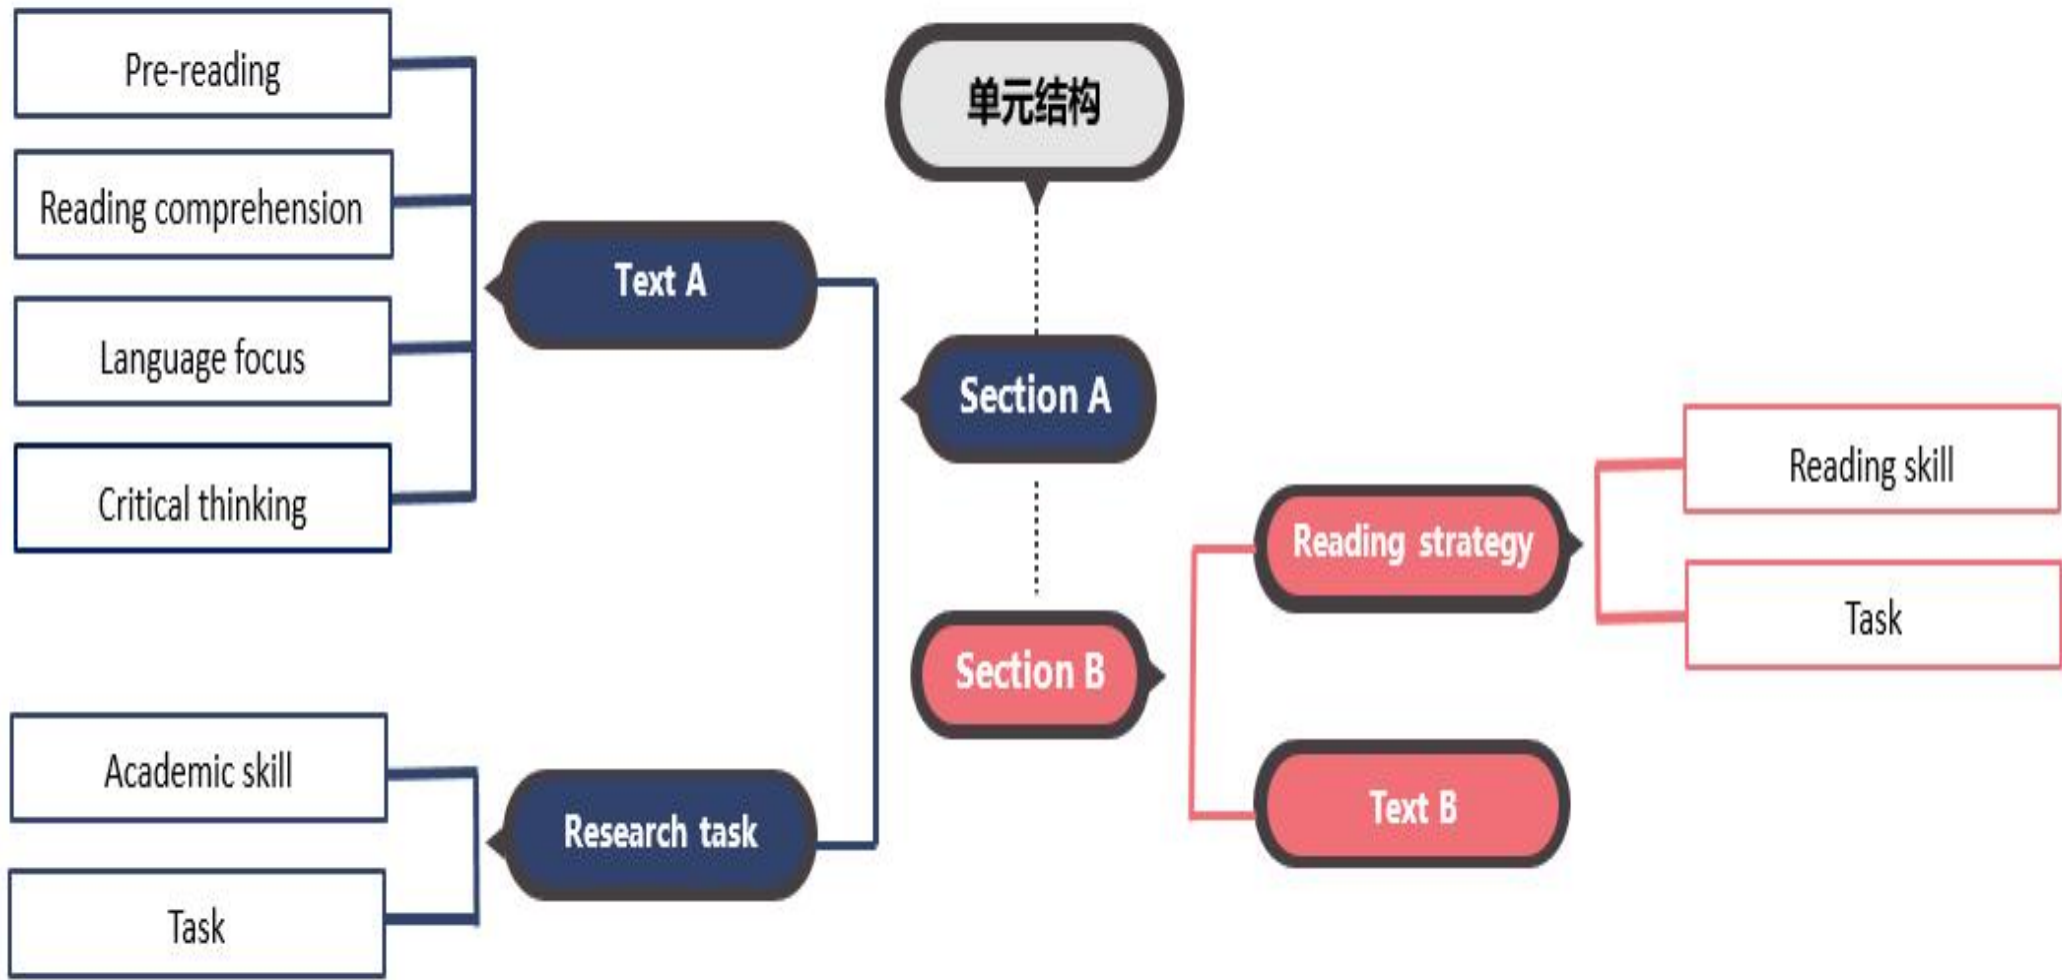 单元结构
Section A
Text A
Pre-reading
Reading comprehension
Language focus
Critical thinking
Research task
Academic skill
Task
Section B
Reading strategy
Reading skill
Task
Text B